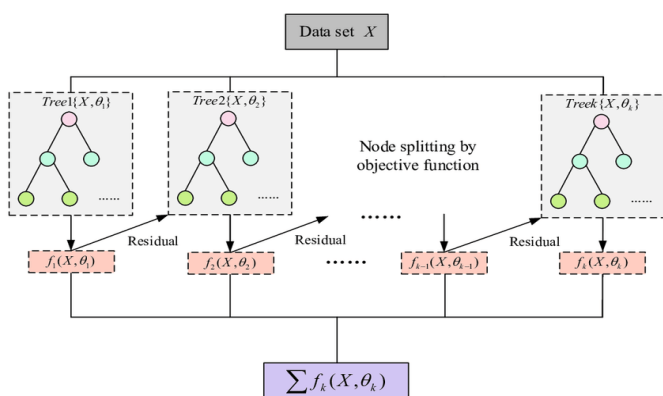 Data set X
Tree1{X,θ₁}
Tree2{X,θ₂}
Treek{X,θₖ}
Node splitting by
objective function
......
......
......
......
Residual
Residual
Residual
f₁(X,θ₁)
f₂(X,θ₂)
......
fₖ₋₁(X,θₖ₋₁)
fₖ(X,θₖ)
∑ fₖ(X,θₖ)